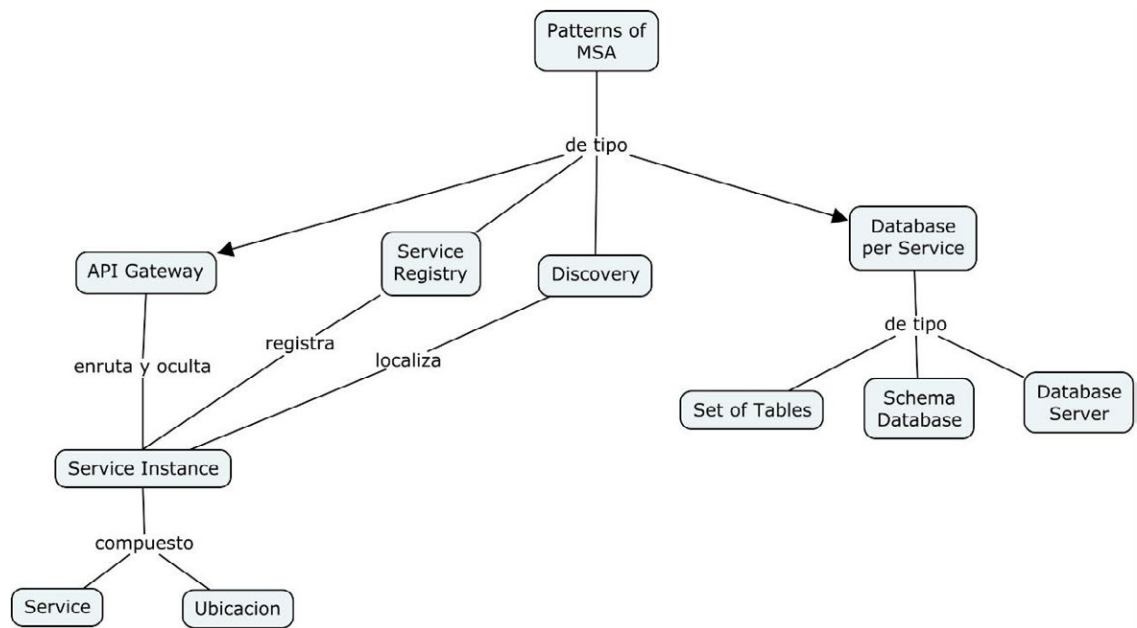 Patterns of
MSA
de tipo
API Gateway
Service
Registry
Discovery
Database
per Service
enruta y oculta
registra
localiza
de tipo
Set of Tables
Schema
Database
Database
Server
Service Instance
compuesto
Service
Ubicacion